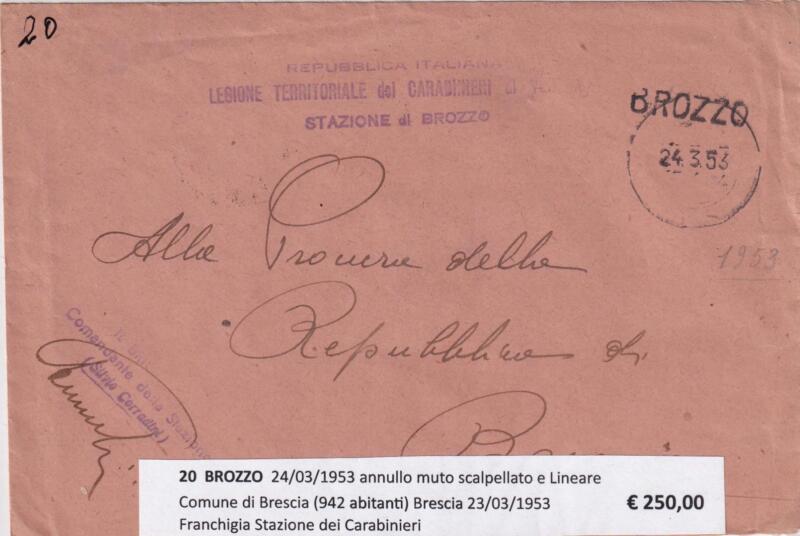 20
REPUBBLICA ITALIANA
LEGIONE TERRITORIALE dei CARABINIERI di
STAZIONE di BROZZO
BROZZO
24.3.53
1953
Alla Procura della
Repubblica di
Comandante della Stazione
(Silvio Corradini)
20 BROZZO 24/03/1953 annullo muto scalpellato e Lineare
Comune di Brescia (942 abitanti) Brescia 23/03/1953 € 250,00
Franchigia Stazione dei Carabinieri